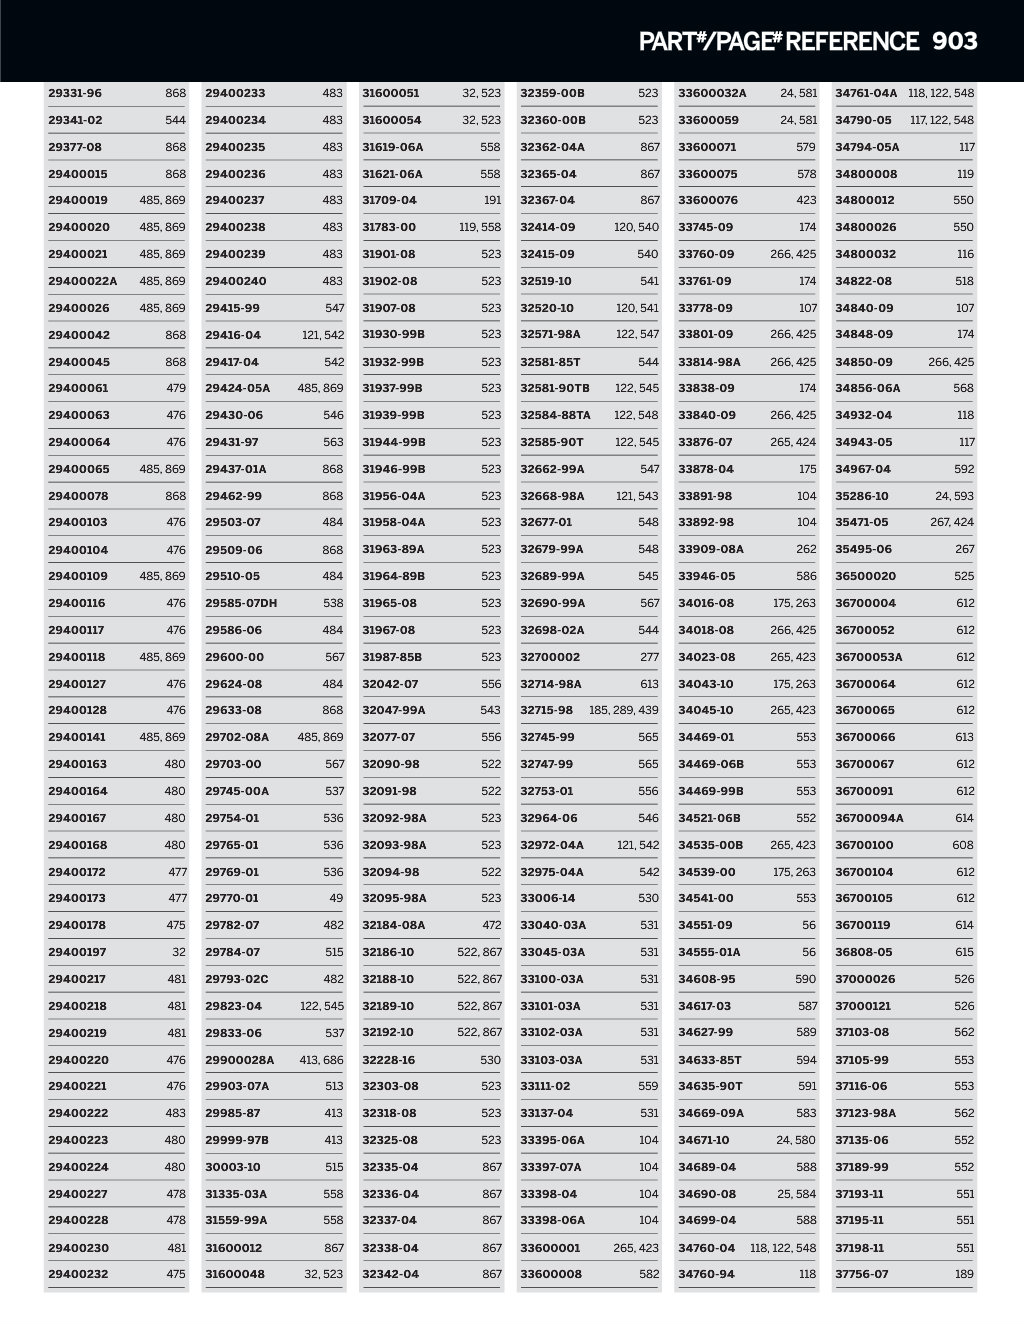 PART#/PAGE# REFERENCE 903
29331-96 868
29341-02 544
29377-08 868
29400015 868
29400019 485, 869
29400020 485, 869
29400021 485, 869
29400022A 485, 869
29400026 485, 869
29400042 868
29400045 868
29400061 479
29400063 476
29400064 476
29400065 485, 869
29400078 868
29400103 476
29400104 476
29400109 485, 869
29400116 476
29400117 476
29400118 485, 869
29400127 476
29400128 476
29400141 485, 869
29400163 480
29400164 480
29400167 480
29400168 480
29400172 477
29400173 477
29400178 475
29400197 32
29400217 481
29400218 481
29400219 481
29400220 476
29400221 476
29400222 483
29400223 480
29400224 480
29400227 478
29400228 478
29400230 481
29400232 475
29400233 483
29400234 483
29400235 483
29400236 483
29400237 483
29400238 483
29400239 483
29400240 483
29415-99 547
29416-04 121, 542
29417-04 542
29424-05A 485, 869
29430-06 546
29431-97 563
29437-01A 868
29462-99 868
29503-07 484
29509-06 868
29510-05 484
29585-07DH 538
29586-06 484
29600-00 567
29624-08 484
29633-08 868
29702-08A 485, 869
29703-00 567
29745-00A 537
29754-01 536
29765-01 536
29769-01 536
29770-01 49
29782-07 482
29784-07 515
29793-02C 482
29823-04 122, 545
29833-06 537
29900028A 413, 686
29903-07A 513
29985-87 413
29999-97B 413
30003-10 515
31335-03A 558
31559-99A 558
31600012 867
31600048 32, 523
31600051 32, 523
31600054 32, 523
31619-06A 558
31621-06A 558
31709-04 191
31783-00 119, 558
31901-08 523
31902-08 523
31907-08 523
31930-99B 523
31932-99B 523
31937-99B 523
31939-99B 523
31944-99B 523
31946-99B 523
31956-04A 523
31958-04A 523
31963-89A 523
31964-89B 523
31965-08 523
31967-08 523
31987-85B 523
32042-07 556
32047-99A 543
32077-07 556
32090-98 522
32091-98 522
32092-98A 523
32093-98A 523
32094-98 522
32095-98A 523
32184-08A 472
32186-10 522, 867
32188-10 522, 867
32189-10 522, 867
32192-10 522, 867
32228-16 530
32303-08 523
32318-08 523
32325-08 523
32335-04 867
32336-04 867
32337-04 867
32338-04 867
32342-04 867
32359-00B 523
32360-00B 523
32362-04A 867
32365-04 867
32367-04 867
32414-09 120, 540
32415-09 540
32519-10 541
32520-10 120, 541
32571-98A 122, 547
32581-85T 544
32581-90TB 122, 545
32584-88TA 122, 548
32585-90T 122, 545
32662-99A 547
32668-98A 121, 543
32677-01 548
32679-99A 548
32689-99A 545
32690-99A 567
32698-02A 544
32700002 277
32714-98A 613
32715-98 185, 289, 439
32745-99 565
32747-99 565
32753-01 556
32964-06 546
32972-04A 121, 542
32975-04A 542
33006-14 530
33040-03A 531
33045-03A 531
33100-03A 531
33101-03A 531
33102-03A 531
33103-03A 531
33111-02 559
33137-04 531
33395-06A 104
33397-07A 104
33398-04 104
33398-06A 104
33600001 265, 423
33600008 582
33600032A 24, 581
33600059 24, 581
33600071 579
33600075 578
33600076 423
33745-09 174
33760-09 266, 425
33761-09 174
33778-09 107
33801-09 266, 425
33814-98A 266, 425
33838-09 174
33840-09 266, 425
33876-07 265, 424
33878-04 175
33891-98 104
33892-98 104
33909-08A 262
33946-05 586
34016-08 175, 263
34018-08 266, 425
34023-08 265, 423
34043-10 175, 263
34045-10 265, 423
34469-01 553
34469-06B 553
34469-99B 553
34521-06B 552
34535-00B 265, 423
34539-00 175, 263
34541-00 553
34551-09 56
34555-01A 56
34608-95 590
34617-03 587
34627-99 589
34633-85T 594
34635-90T 591
34669-09A 583
34671-10 24, 580
34689-04 588
34690-08 25, 584
34699-04 588
34760-04 118, 122, 548
34760-94 118
34761-04A 118, 122, 548
34790-05 117, 122, 548
34794-05A 117
34800008 119
34800012 550
34800026 550
34800032 116
34822-08 518
34840-09 107
34848-09 174
34850-09 266, 425
34856-06A 568
34932-04 118
34943-05 117
34967-04 592
35286-10 24, 593
35471-05 267, 424
35495-06 267
36500020 525
36700004 612
36700052 612
36700053A 612
36700064 612
36700065 612
36700066 613
36700067 612
36700091 612
36700094A 614
36700100 608
36700104 612
36700105 612
36700119 614
36808-05 615
37000026 526
37000121 526
37103-08 562
37105-99 553
37116-06 553
37123-98A 562
37135-06 552
37189-99 552
37193-11 551
37195-11 551
37198-11 551
37756-07 189